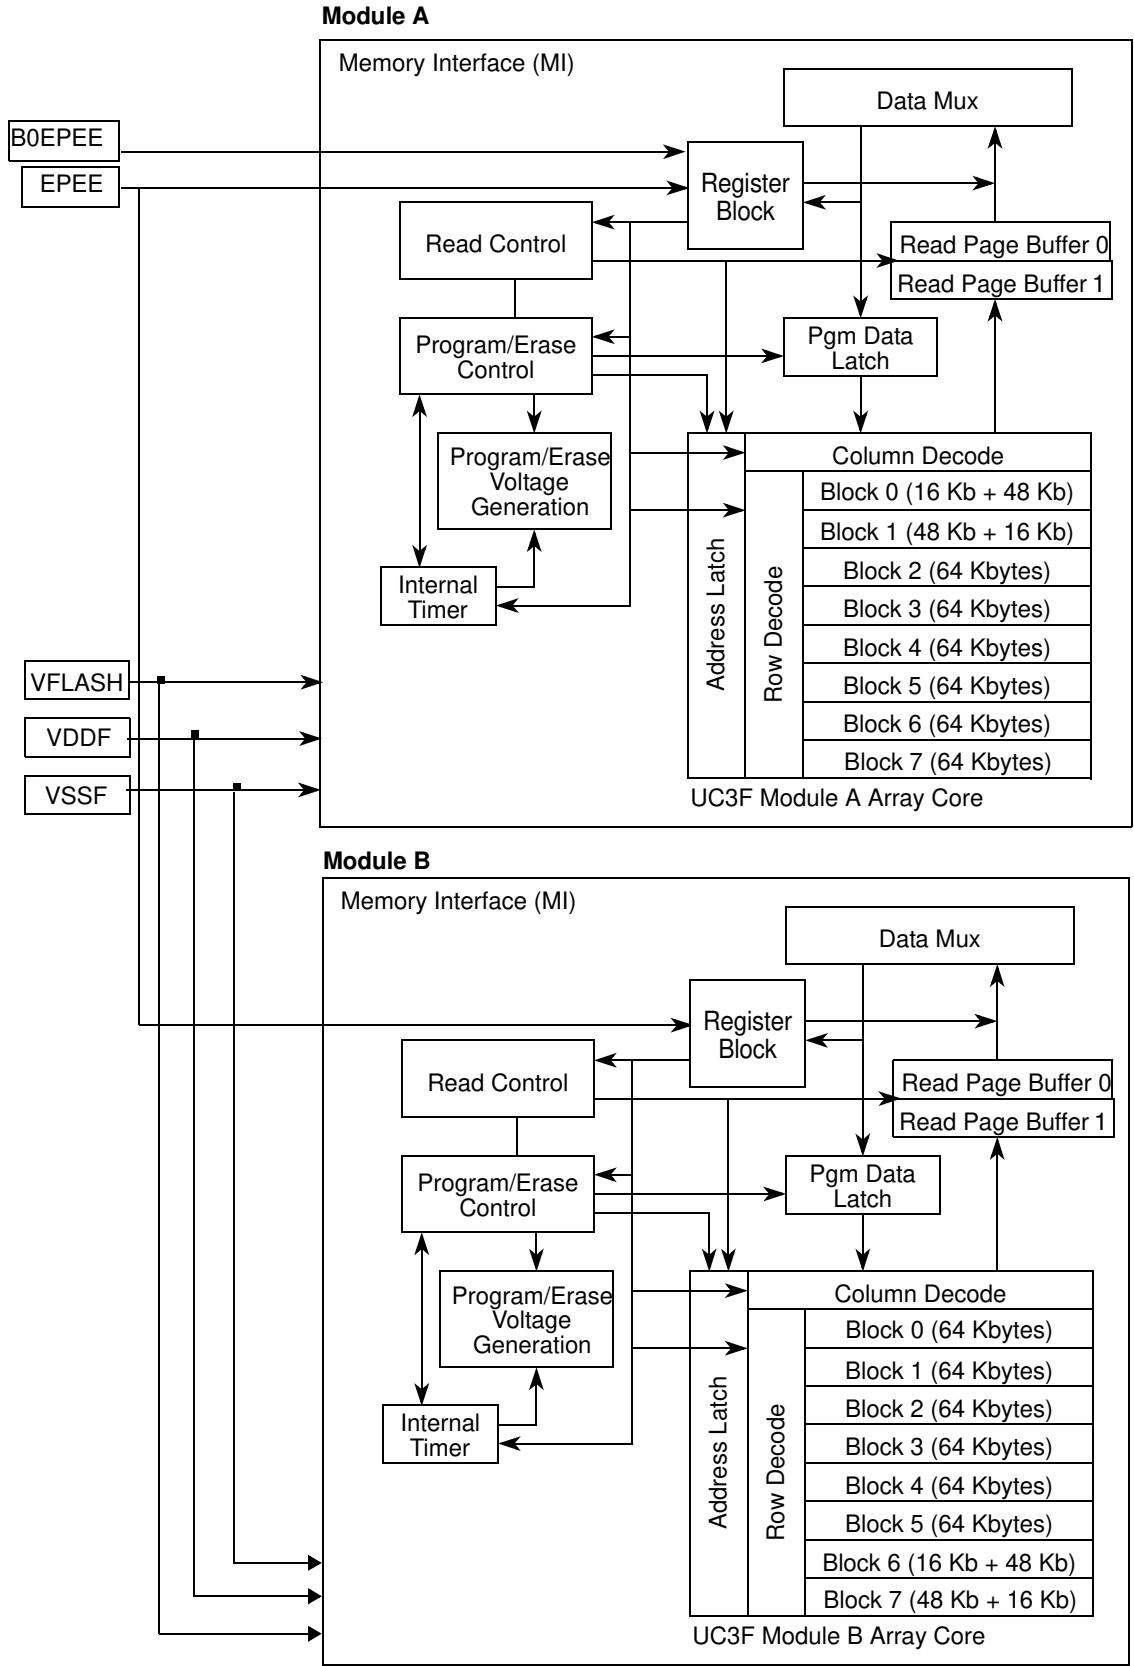 Module A
Memory Interface (MI)
Data Mux
B0EPEE
EPEE
Register
Block
Read Control
Read Page Buffer 0
Read Page Buffer 1
Program/Erase
Control
Pgm Data
Latch
Program/Erase
Voltage
Generation
Internal
Timer
Address Latch
Row Decode
Column Decode
Block 0 (16 Kb + 48 Kb)
Block 1 (48 Kb + 16 Kb)
Block 2 (64 Kbytes)
Block 3 (64 Kbytes)
Block 4 (64 Kbytes)
Block 5 (64 Kbytes)
Block 6 (64 Kbytes)
Block 7 (64 Kbytes)
UC3F Module A Array Core
VFLASH
VDDF
VSSF
Module B
Memory Interface (MI)
Data Mux
Register
Block
Read Control
Read Page Buffer 0
Read Page Buffer 1
Program/Erase
Control
Pgm Data
Latch
Program/Erase
Voltage
Generation
Internal
Timer
Address Latch
Row Decode
Column Decode
Block 0 (64 Kbytes)
Block 1 (64 Kbytes)
Block 2 (64 Kbytes)
Block 3 (64 Kbytes)
Block 4 (64 Kbytes)
Block 5 (64 Kbytes)
Block 6 (16 Kb + 48 Kb)
Block 7 (48 Kb + 16 Kb)
UC3F Module B Array Core